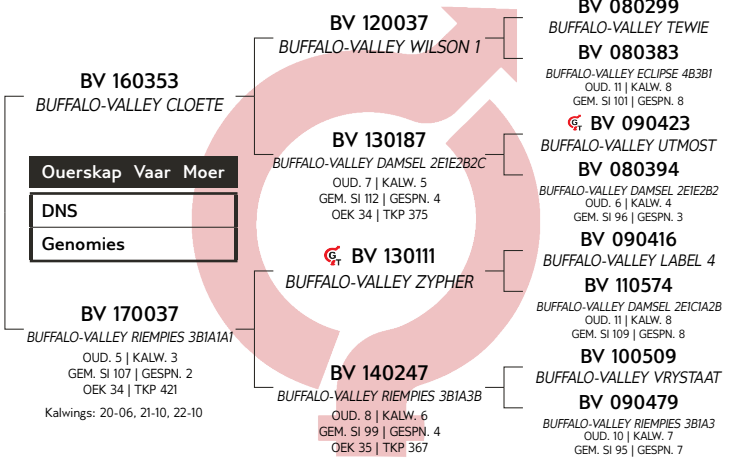 BV 160353
BUFFALO-VALLEY CLOETE
Ouerskap Vaar Moer
DNS
Genomies
BV 170037
BUFFALO-VALLEY RIEMPIES 3B1A1A1
OUD. 5 | KALW. 3
GEM. SI 107 | GESPN. 2
OEK 34 | TKP 421
Kalwings: 20-06, 21-10, 22-10
BV 120037
BUFFALO-VALLEY WILSON 1
BV 130187
BUFFALO-VALLEY DAMSEL 2E1E2B2C
OUD. 7 | KALW. 5
GEM. SI 112 | GESPN. 4
OEK 34 | TKP 375
GT BV 130111
BUFFALO-VALLEY ZYPHER
BV 140247
BUFFALO-VALLEY RIEMPIES 3B1A3B
OUD. 8 | KALW. 6
GEM. SI 99 | GESPN. 4
OEK 35 | TKP 367
BV 080299
BUFFALO-VALLEY TEWIE
BV 080383
BUFFALO-VALLEY ECLIPSE 4B3B1
OUD. 11 | KALW. 8
GEM. SI 101 | GESPN. 8
GT BV 090423
BUFFALO-VALLEY UTMOST
BV 080394
BUFFALO-VALLEY DAMSEL 2E1E2B2
OUD. 6 | KALW. 4
GEM. SI 96 | GESPN. 3
BV 090416
BUFFALO-VALLEY LABEL 4
BV 110574
BUFFALO-VALLEY DAMSEL 2E1C1A2B
OUD. 11 | KALW. 8
GEM. SI 109 | GESPN. 8
BV 100509
BUFFALO-VALLEY VRYSTAAT
BV 090479
BUFFALO-VALLEY RIEMPIES 3B1A3
OUD. 10 | KALW. 7
GEM. SI 95 | GESPN. 7